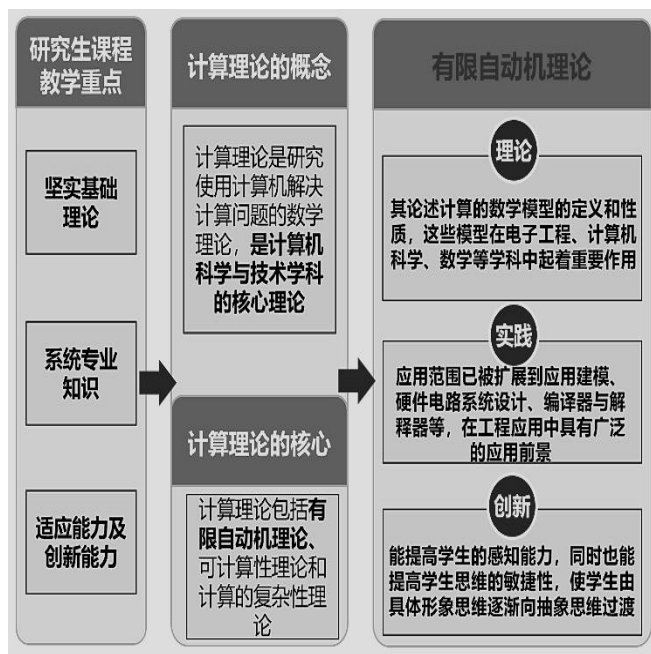 研究生课程
教学重点
坚实基础
理论
系统专业
知识
适应能力及
创新能力
计算理论的概念
计算理论是研究
使用计算机解决
计算问题的数学
理论，是计算机
科学与技术学科
的核心理论
计算理论的核心
计算理论包括有
限自动机理论、
可计算性理论和
计算的复杂性理
论
有限自动机理论
理论
其论述计算的数学模型的定义和性
质，这些模型在电子工程、计算机
科学、数学等学科中起着重要作用
实践
应用范围已被扩展到应用建模、
硬件电路系统设计、编译器与解
释器等，在工程应用中具有广泛
的应用前景
创新
能提高学生的感知能力，同时也能
提高学生思维的敏捷性，使学生由
具体形象思维逐渐向抽象思维过渡